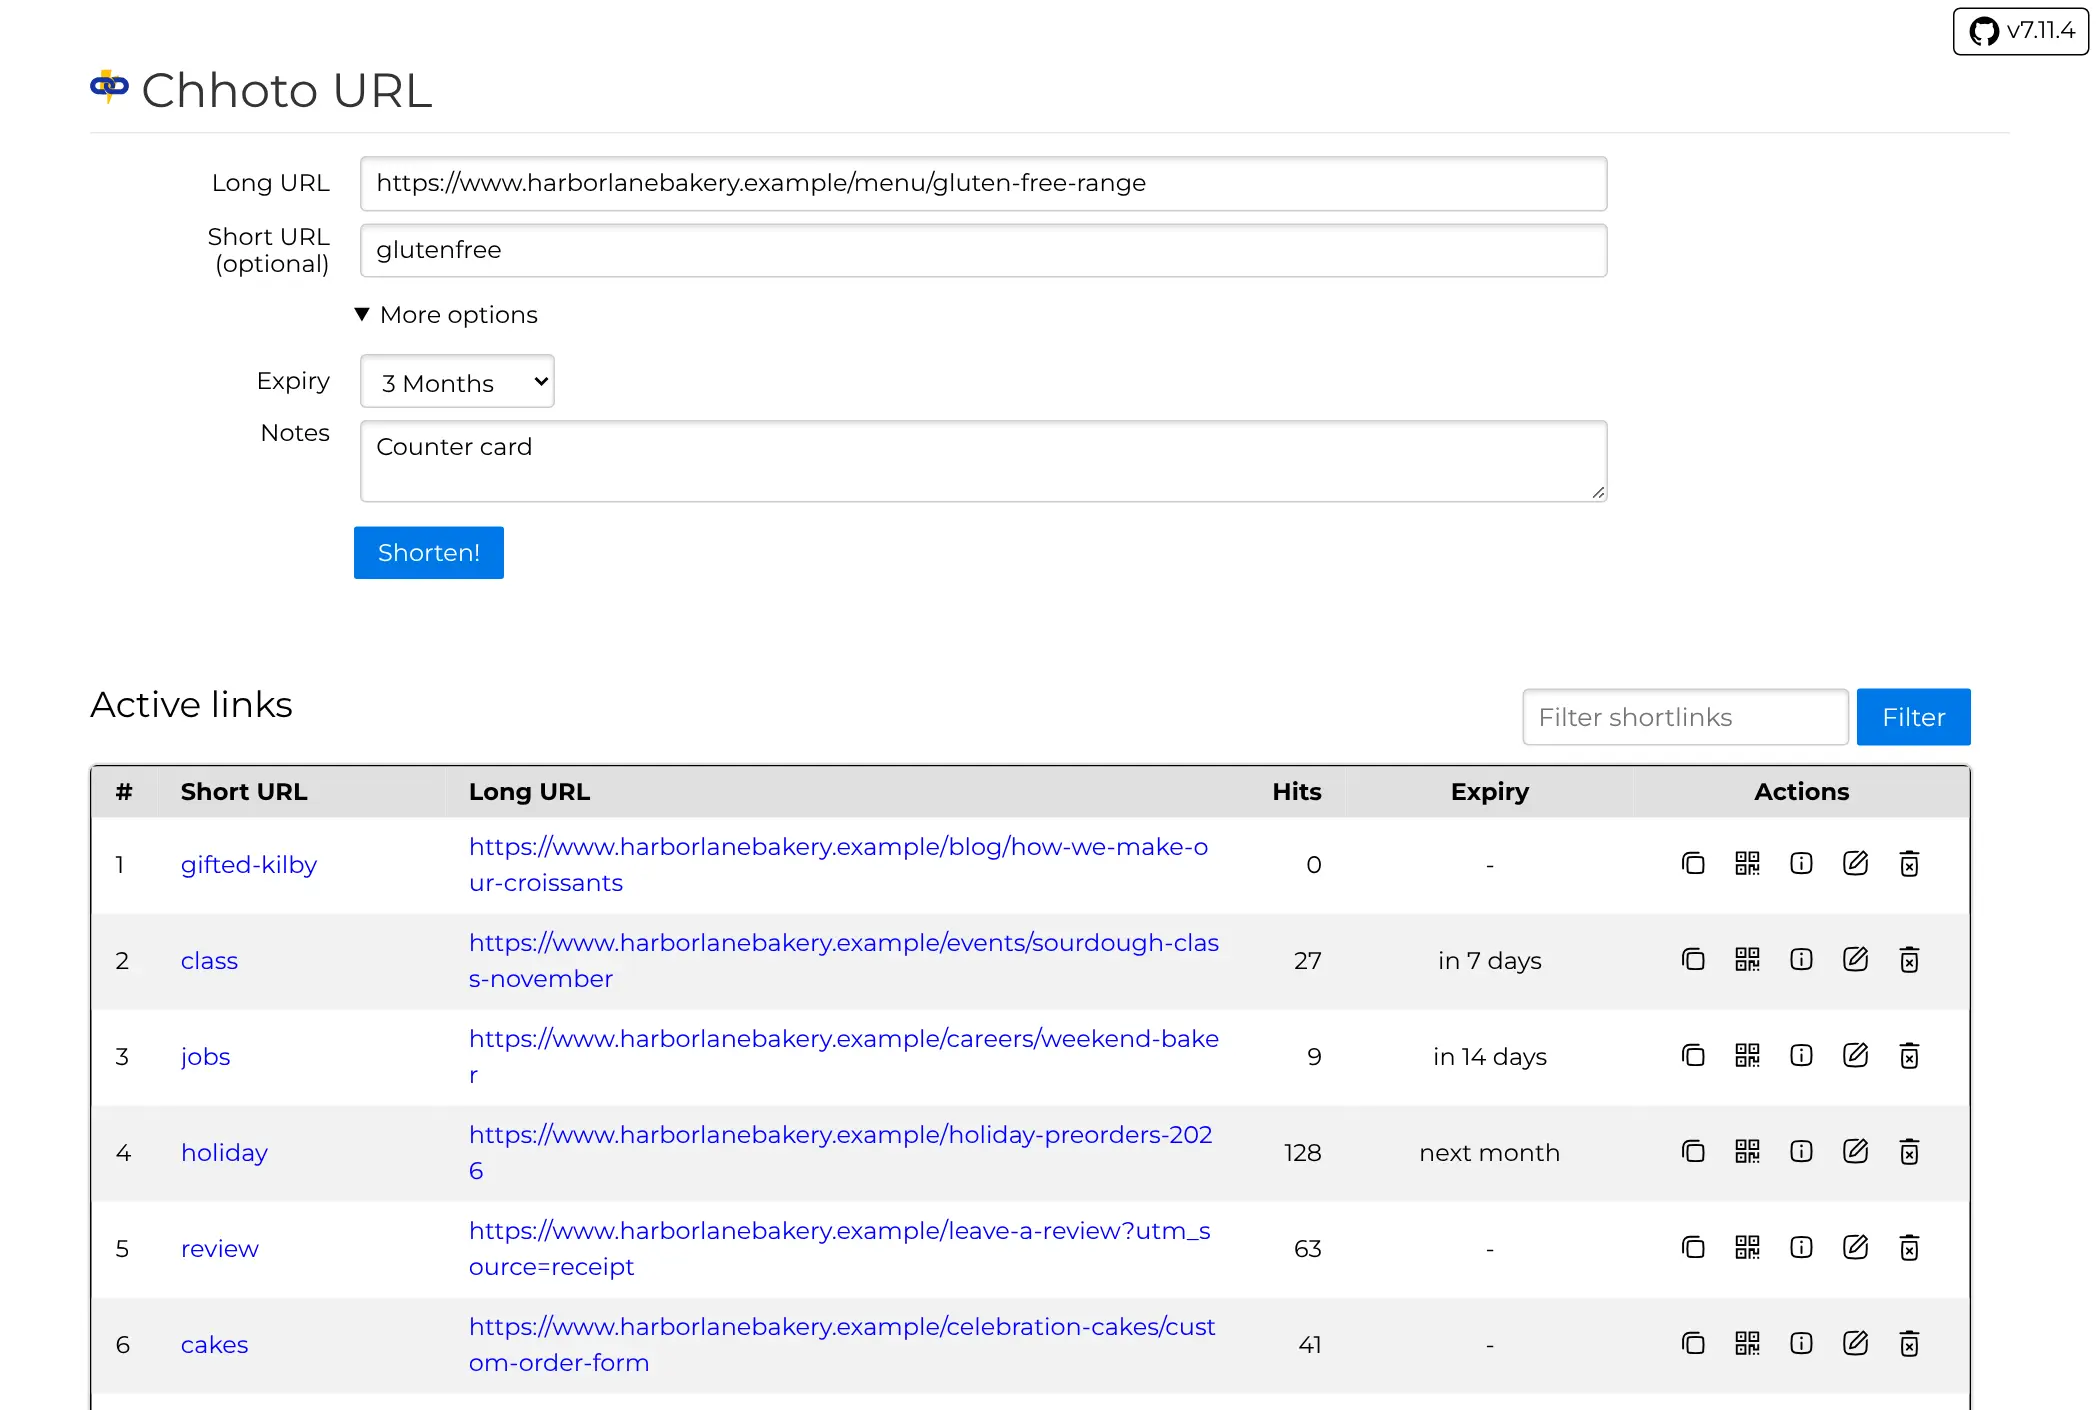 v7.11.4
Chhoto URL
Long URL
https://www.harborlanebakery.example/menu/gluten-free-range
Short URL
(optional)
glutenfree
▼ More options
Expiry
3 Months
Notes
Counter card
Shorten!
Active links
Filter shortlinks
Filter
# Short URL Long URL Hits Expiry Actions
1 gifted-kilby https://www.harborlanebakery.example/blog/how-we-make-o 0 -
ur-croissants
2 class https://www.harborlanebakery.example/events/sourdough-clas 27 in 7 days
s-november
3 jobs https://www.harborlanebakery.example/careers/weekend-bake 9 in 14 days
r
4 holiday https://www.harborlanebakery.example/holiday-preorders-202 128 next month
6
5 review https://www.harborlanebakery.example/leave-a-review?utm_s 63 -
ource=receipt
6 cakes https://www.harborlanebakery.example/celebration-cakes/cust 41 -
om-order-form